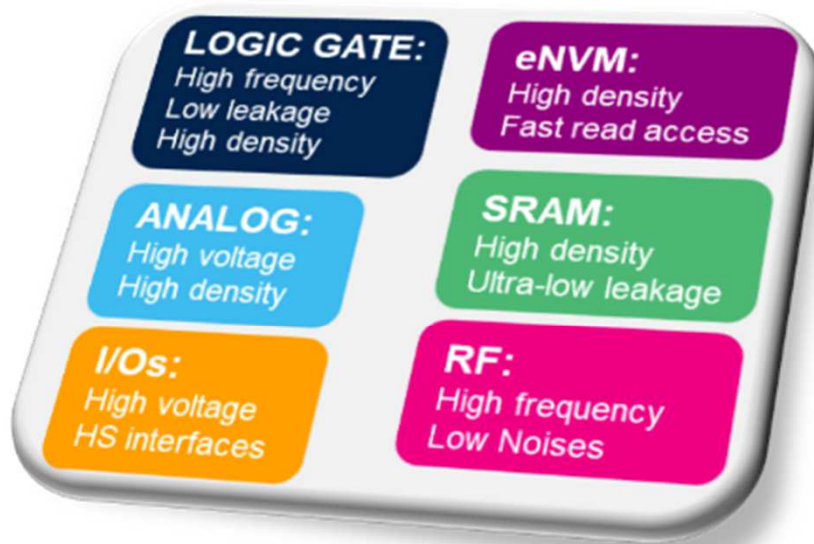 LOGIC GATE:
High frequency
Low leakage
High density
eNVM:
High density
Fast read access
ANALOG:
High voltage
High density
SRAM:
High density
Ultra-low leakage
I/Os:
High voltage
HS interfaces
RF:
High frequency
Low Noises